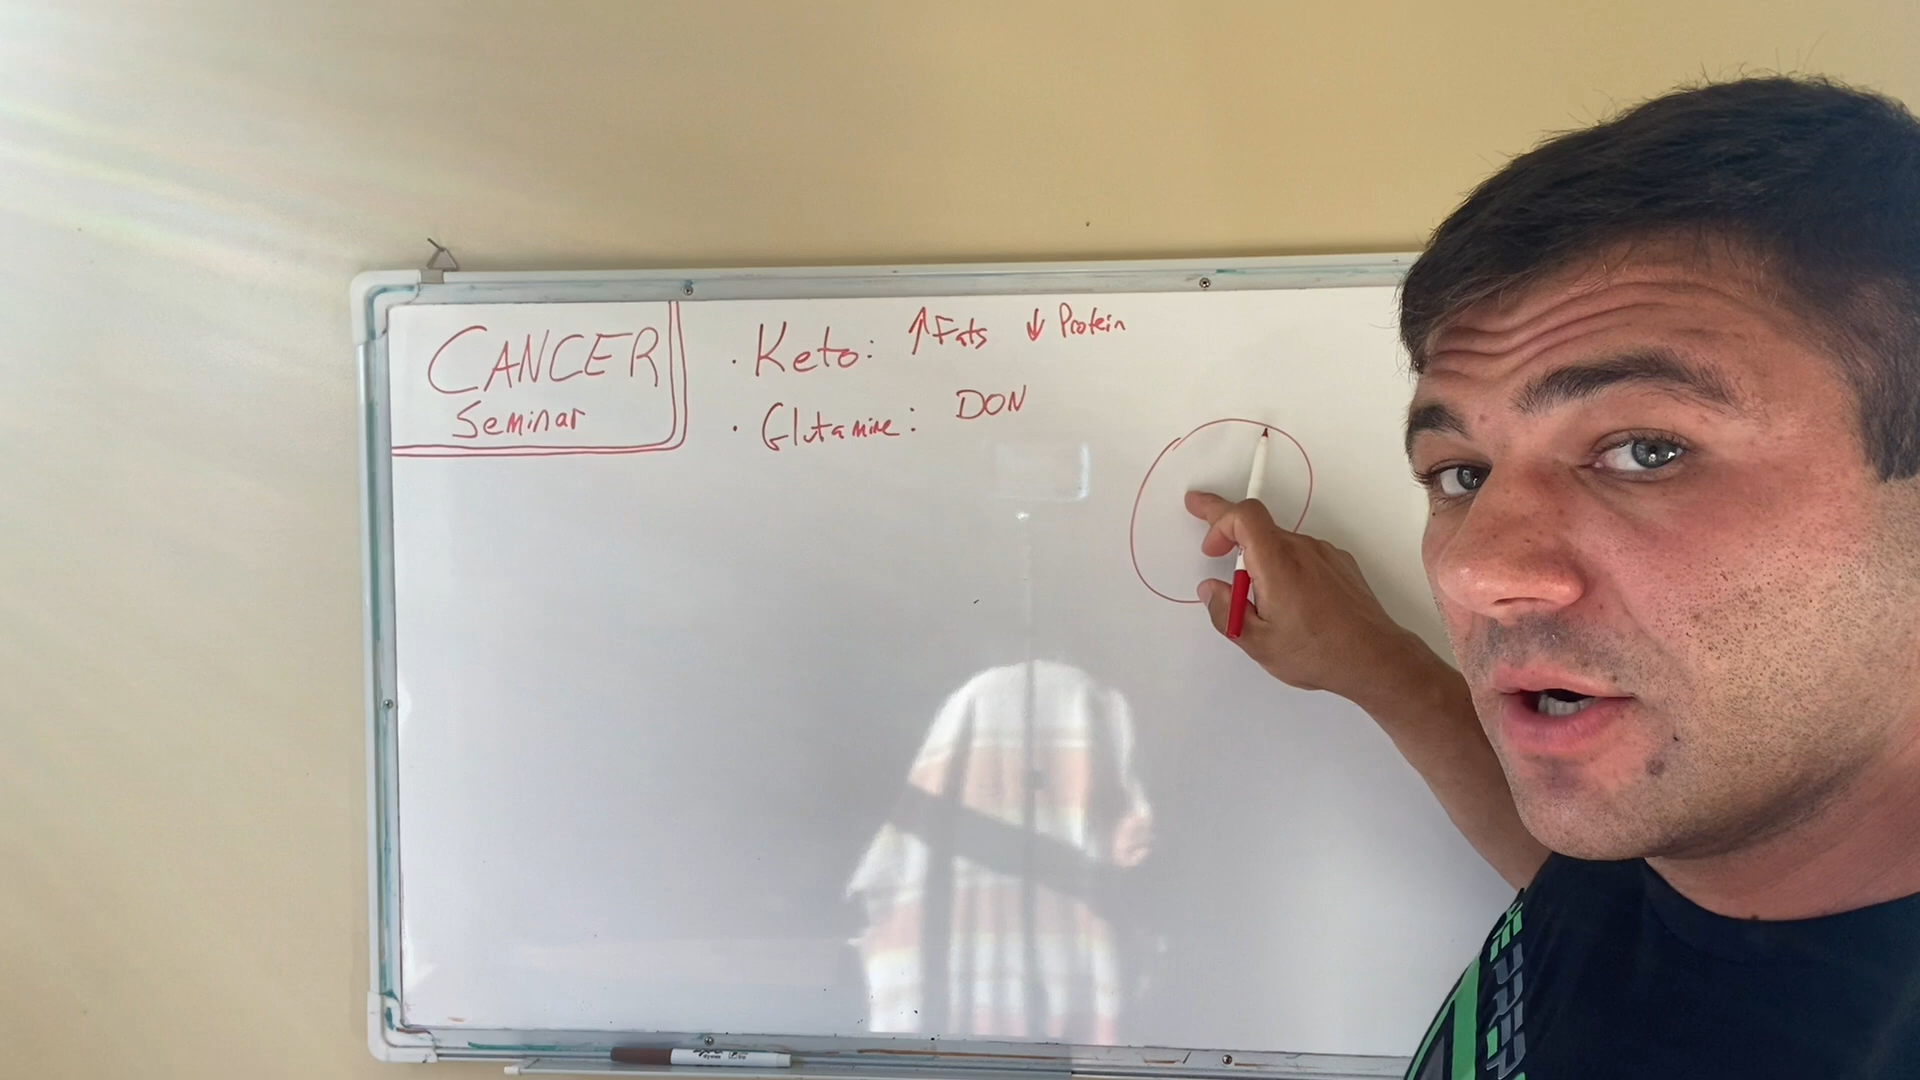 CANCER
Seminar
· Keto: ↑ Fats ↓ Protein
· Glutamine: DON